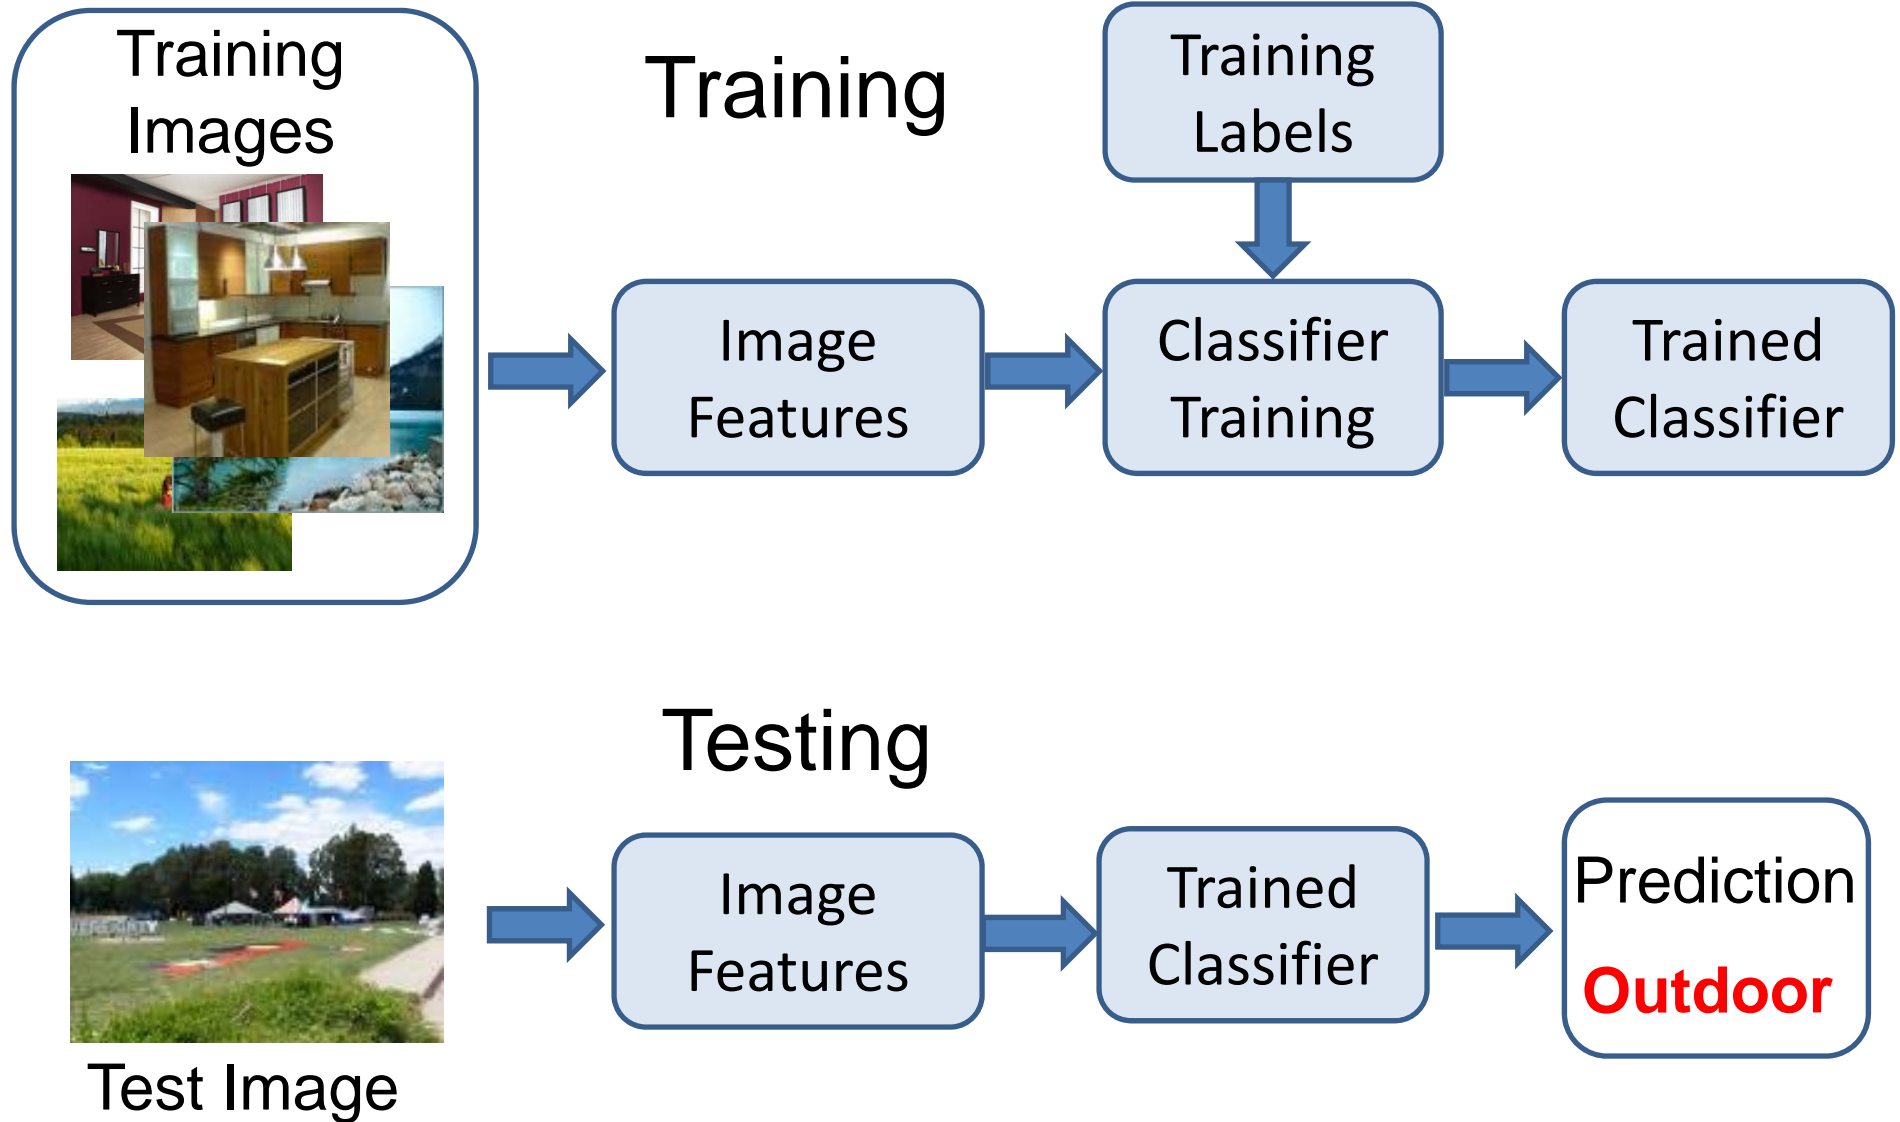 Training
Images
Training
Training
Labels
Image
Features
Classifier
Training
Trained
Classifier
Testing
Image
Features
Trained
Classifier
Prediction
Outdoor
Test Image